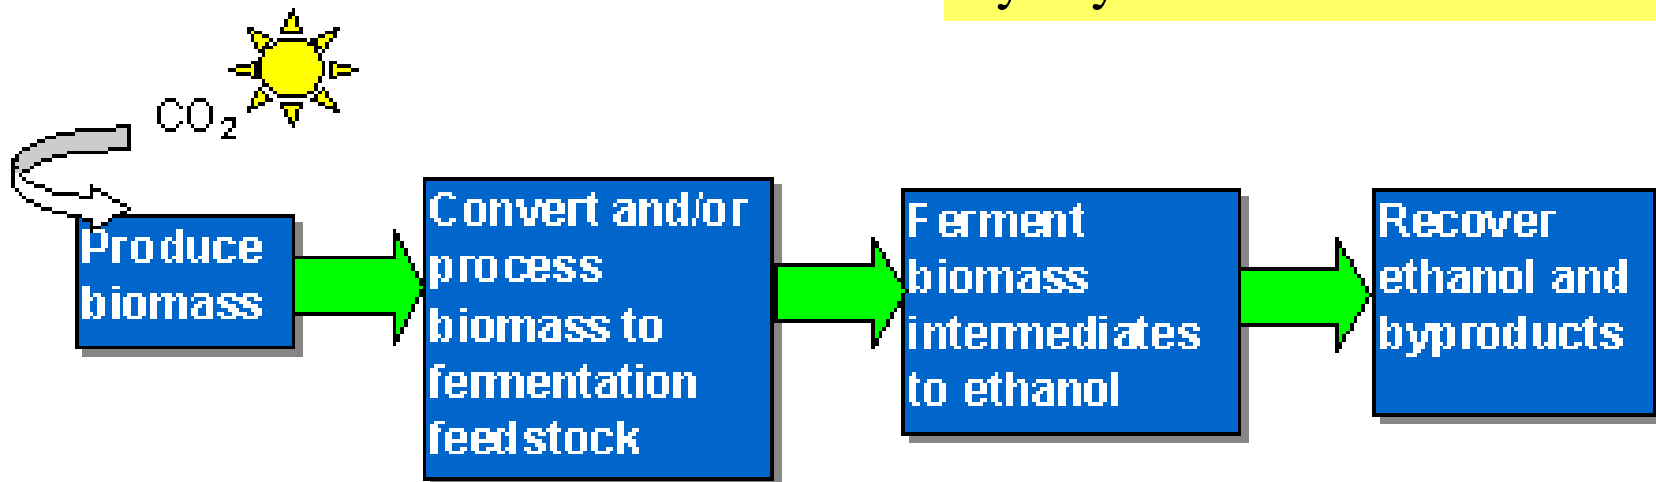 CO₂
Produce
biomass
Convert and/or
process
biomass to
fermentation
feedstock
Ferment
biomass
intermediates
to ethanol
Recover
ethanol and
byproducts